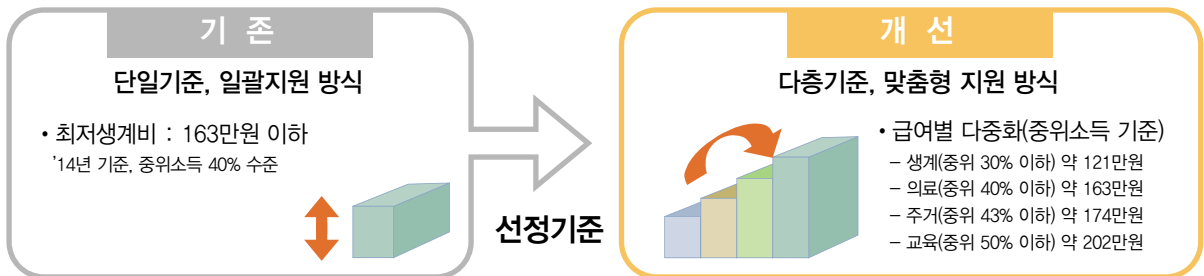 기 존
단일기준, 일괄지원 방식
• 최저생계비 : 163만원 이하
'14년 기준, 중위소득 40% 수준
선정기준
개 선
다층기준, 맞춤형 지원 방식
• 급여별 다중화(중위소득 기준)
- 생계(중위 30% 이하) 약 121만원
- 의료(중위 40% 이하) 약 163만원
- 주거(중위 43% 이하) 약 174만원
- 교육(중위 50% 이하) 약 202만원